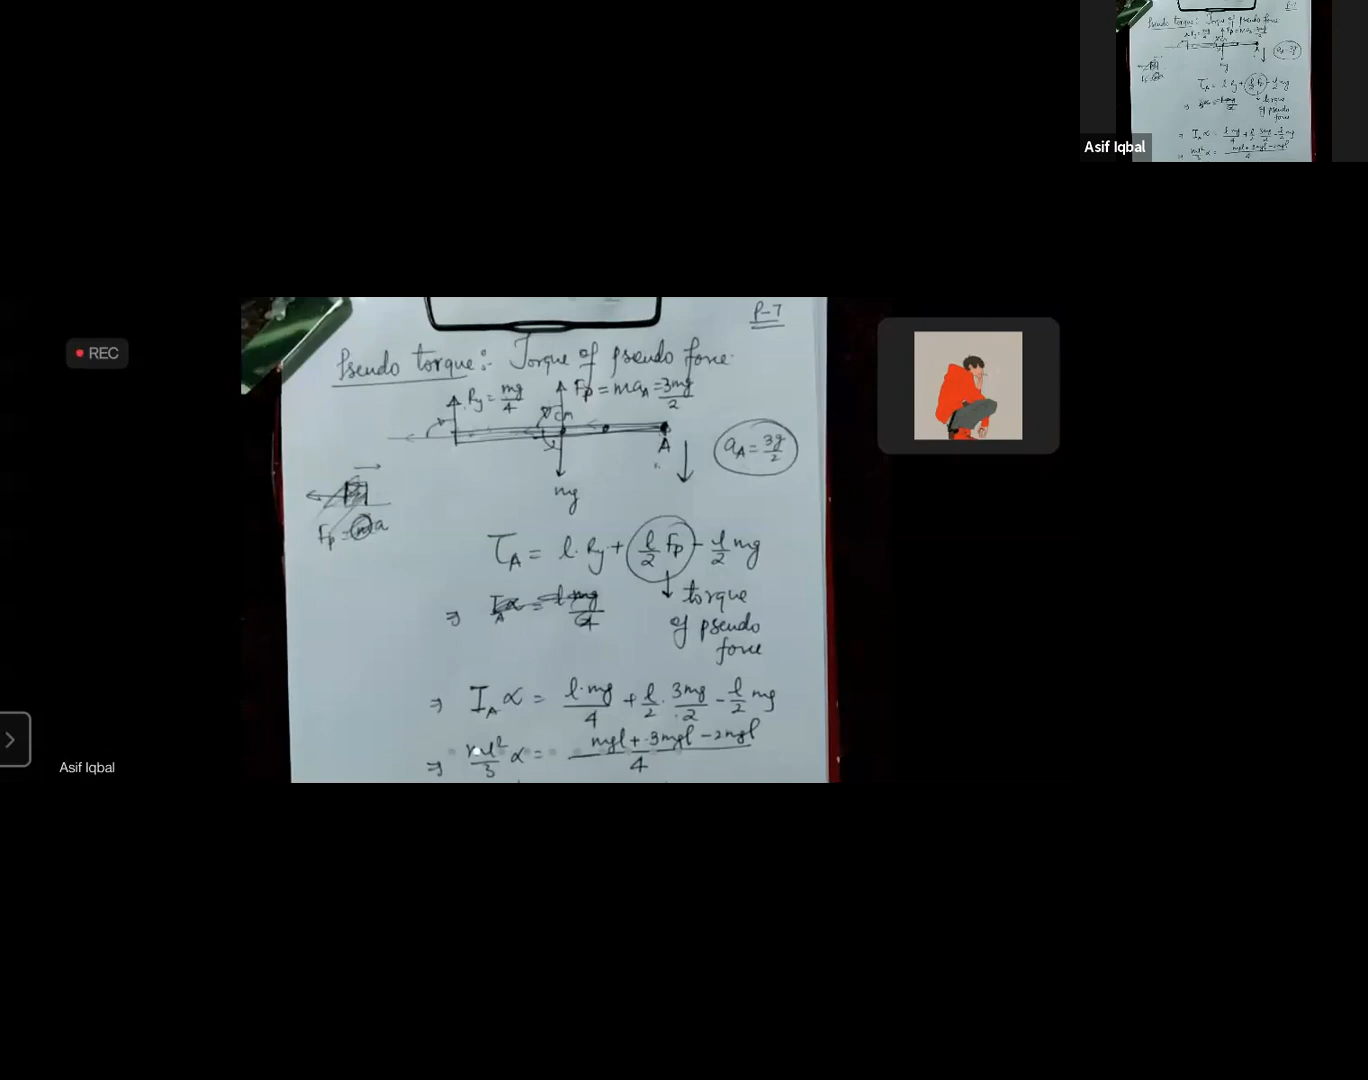 Asif Iqbal
REC
P-7
Pseudo torque:- Torque of pseudo force.
Ry = mg/4
Fp = maA = 3mg/2
cm
A
aA = 3g/2
mg
Fp = ma
τA = l·Ry + l/2 Fp - l/2 mg
⇒
torque
of pseudo
force
⇒ IA α = l·mg/4 + l/2 · 3mg/2 - l/2 mg
⇒ ml²/3 α = mgl + 3mgl - 2mgl/4
Asif Iqbal